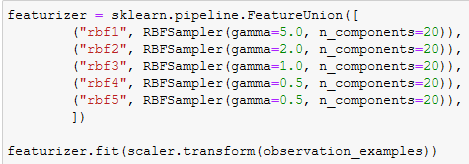 featurizer = sklearn.pipeline.FeatureUnion([
        ("rbf1", RBFSampler(gamma=5.0, n_components=20)),
        ("rbf2", RBFSampler(gamma=2.0, n_components=20)),
        ("rbf3", RBFSampler(gamma=1.0, n_components=20)),
        ("rbf4", RBFSampler(gamma=0.5, n_components=20)),
        ("rbf5", RBFSampler(gamma=0.5, n_components=20)),
        ])
featurizer.fit(scaler.transform(observation_examples))